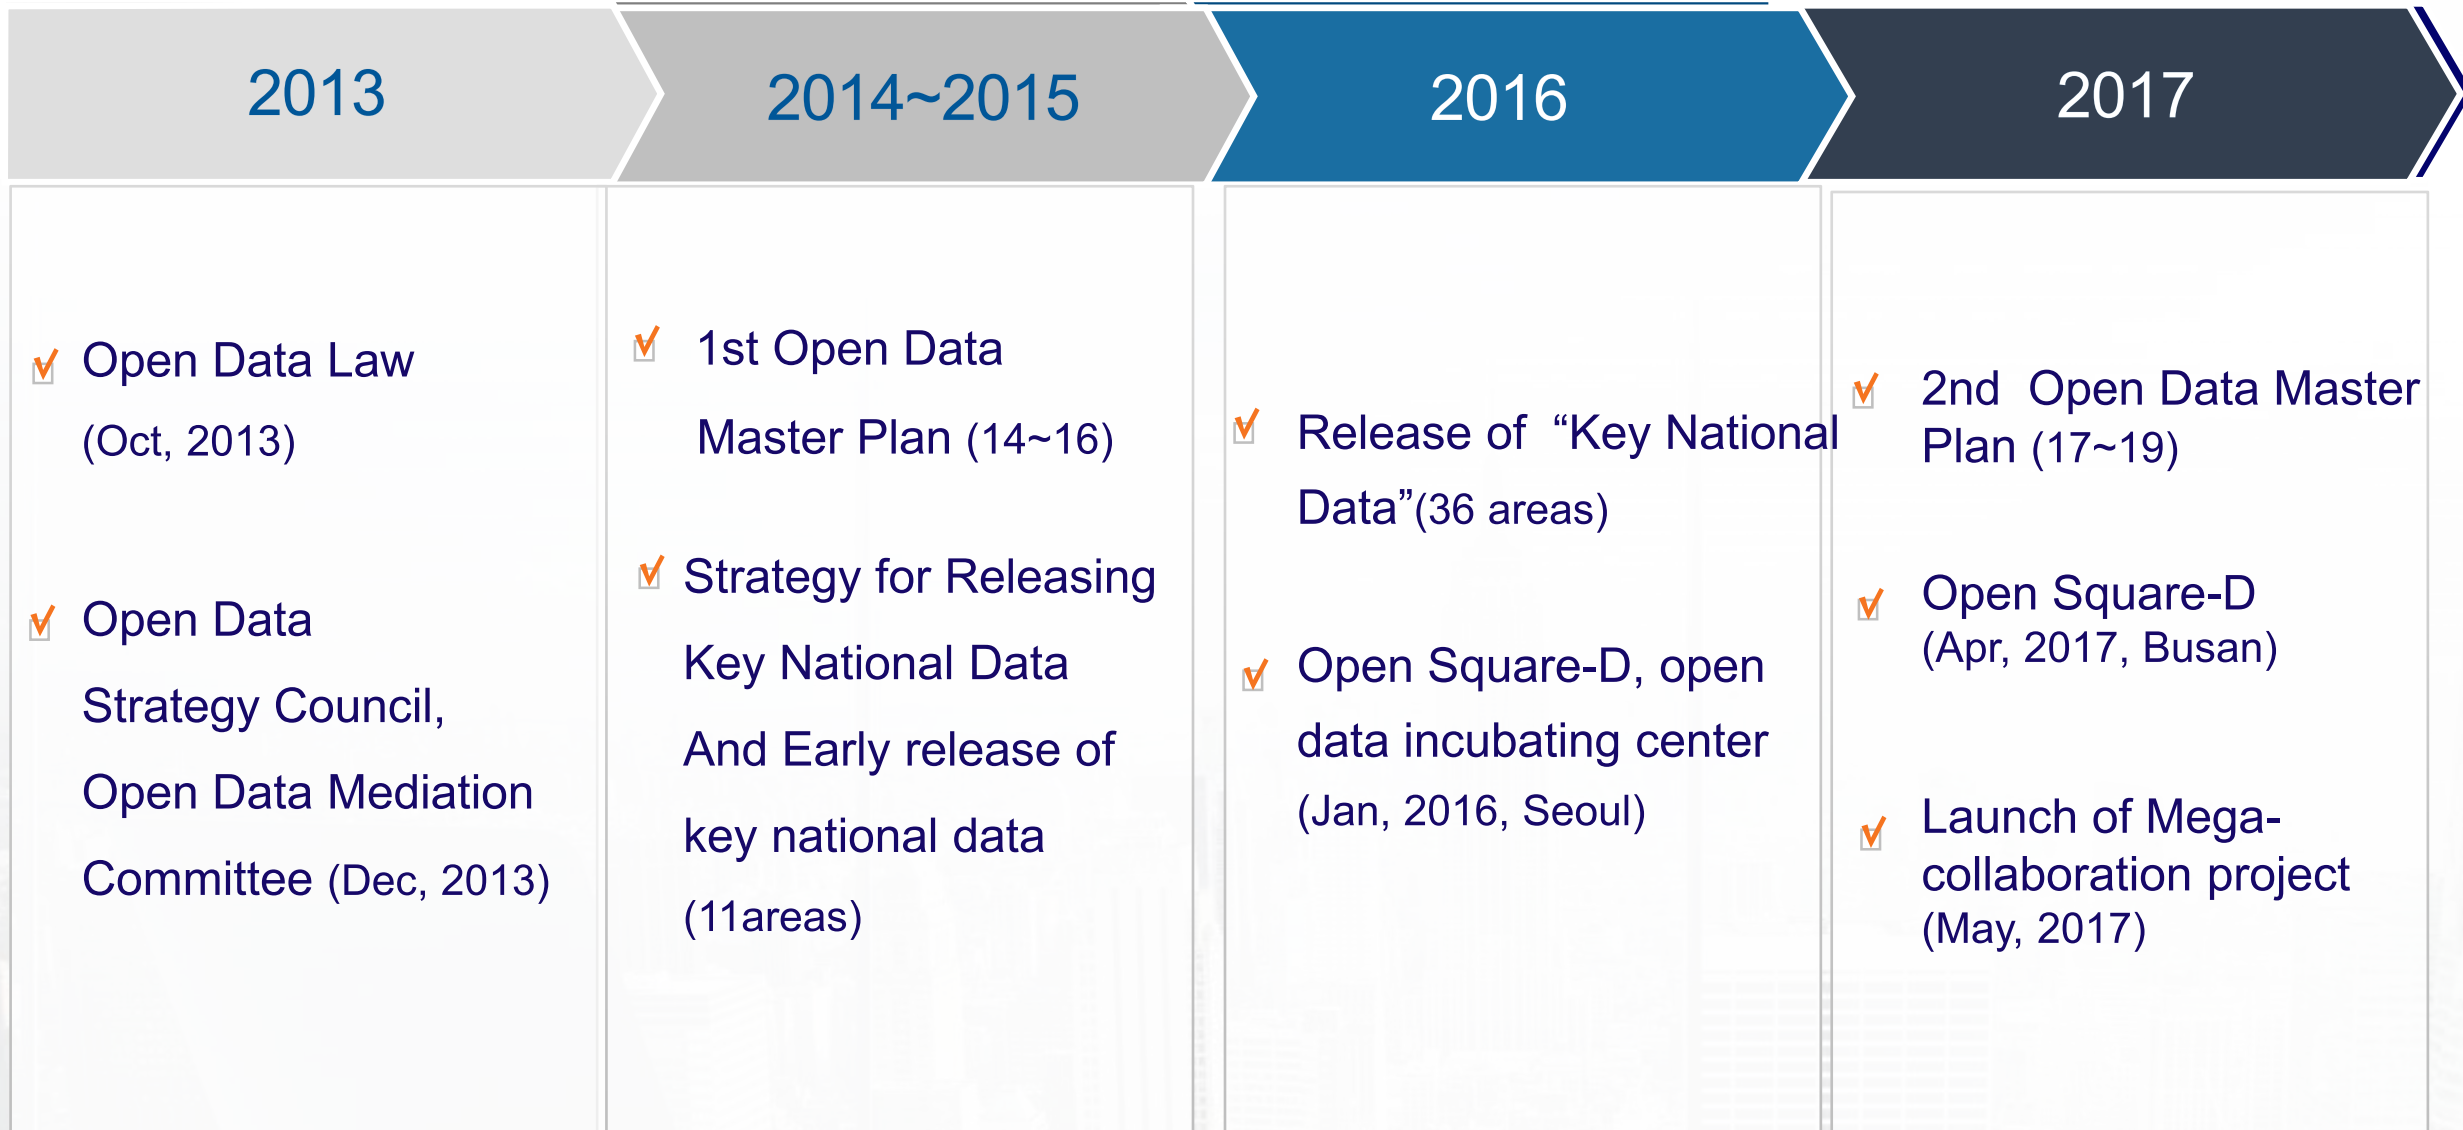 2013
2014~2015
2016
2017
Open Data Law
(Oct, 2013)
Open Data
Strategy Council,
Open Data Mediation
Committee (Dec, 2013)
1st Open Data
Master Plan (14~16)
Strategy for Releasing
Key National Data
And Early release of
key national data
(11areas)
Release of  “Key National
Data”(36 areas)
Open Square-D, open
data incubating center
(Jan, 2016, Seoul)
2nd  Open Data Master
Plan (17~19)
Open Square-D
(Apr, 2017, Busan)
Launch of Mega-
collaboration project
(May, 2017)